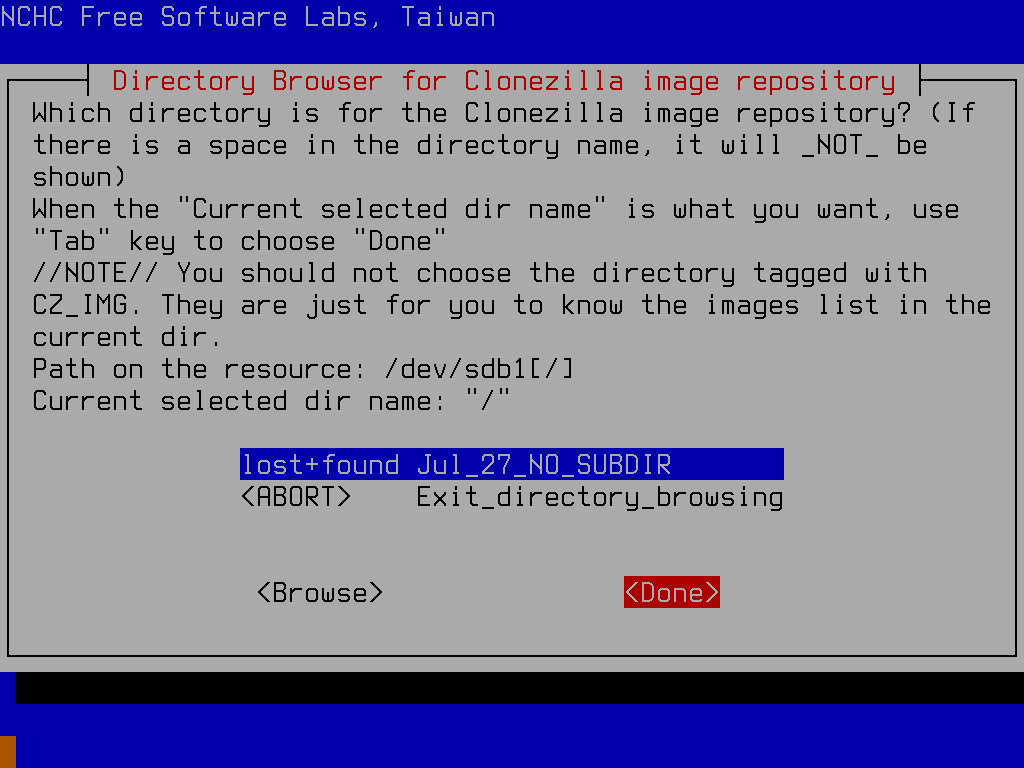 NCHC Free Software Labs, Taiwan
Directory Browser for Clonezilla image repository
Which directory is for the Clonezilla image repository? (If
there is a space in the directory name, it will _NOT_ be
shown)
When the "Current selected dir name" is what you want, use
"Tab" key to choose "Done"
//NOTE// You should not choose the directory tagged with
CZ_IMG. They are just for you to know the images list in the
current dir.
Path on the resource: /dev/sdb1[/]
Current selected dir name: "/"
lost+found Jul_27_NO_SUBDIR
<ABORT>    Exit_directory_browsing
<Browse> <Done>